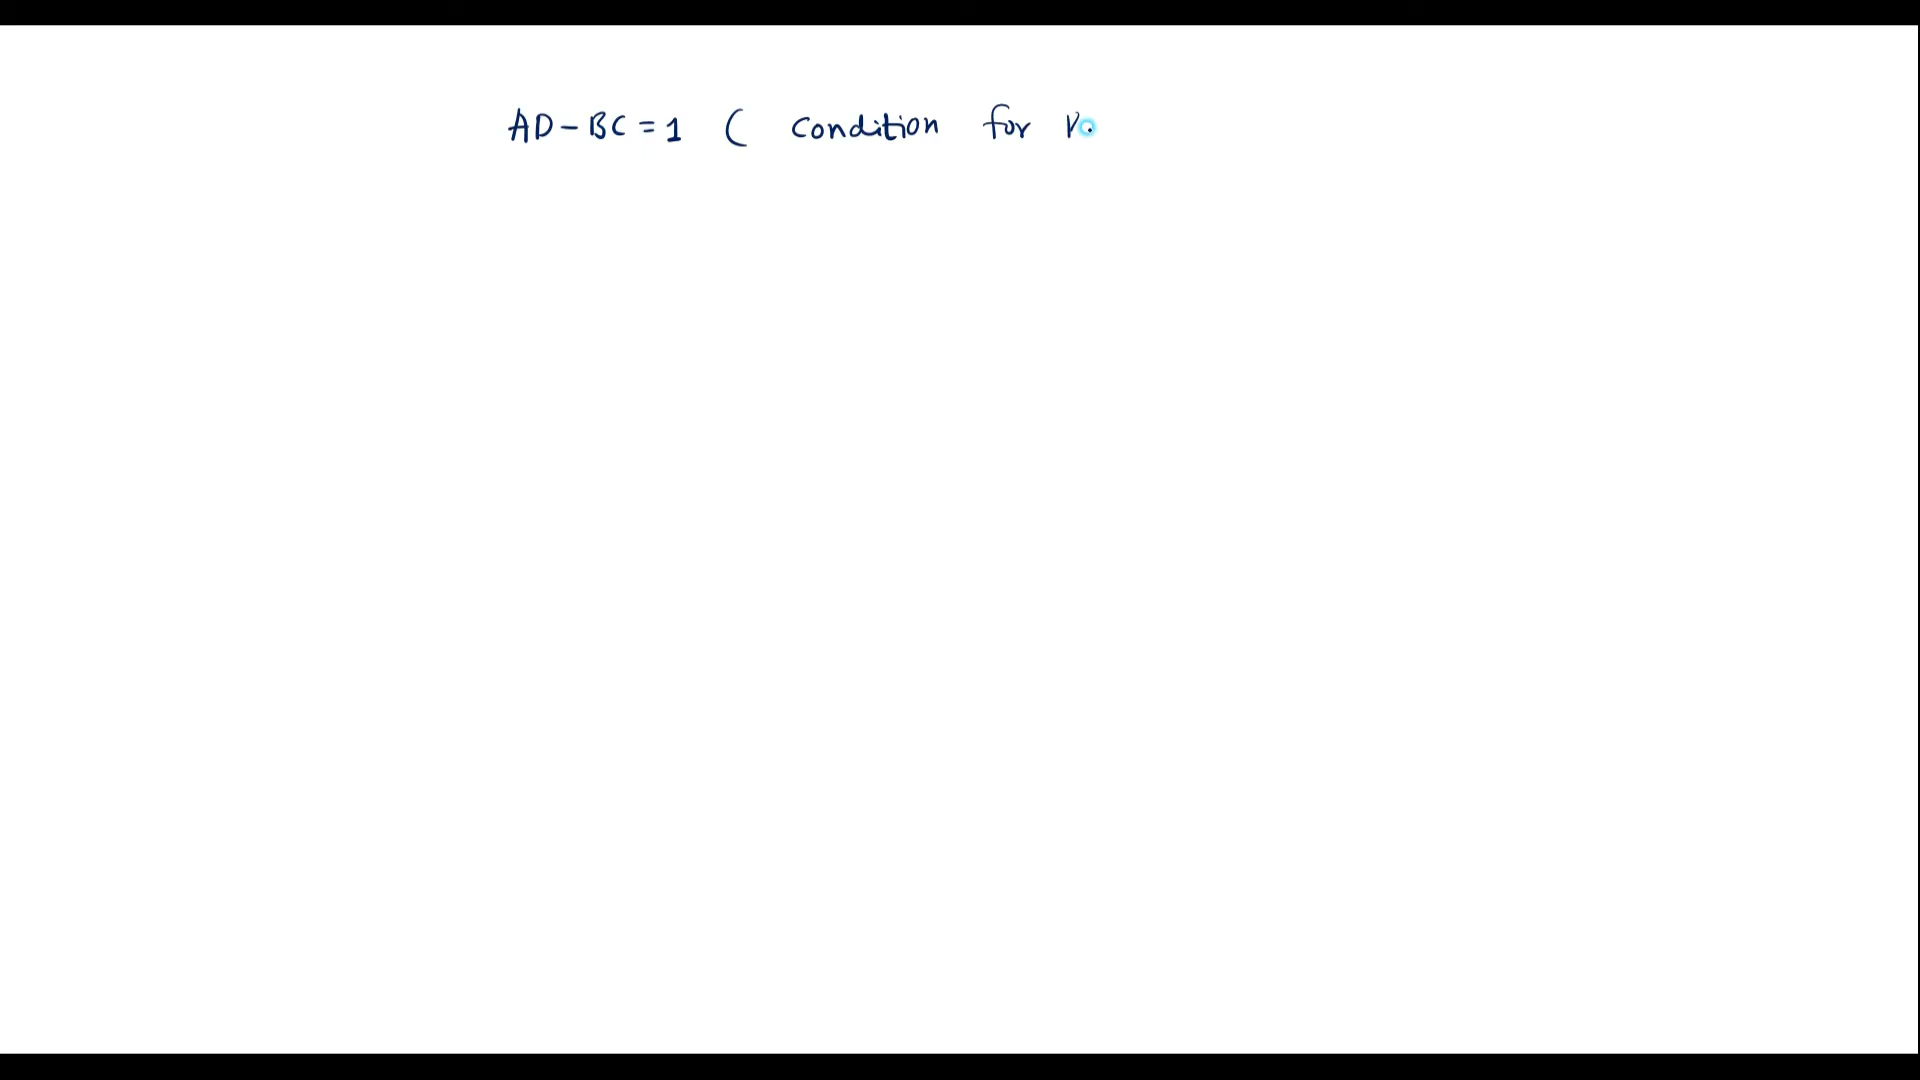 AD - BC = 1 ( Condition for